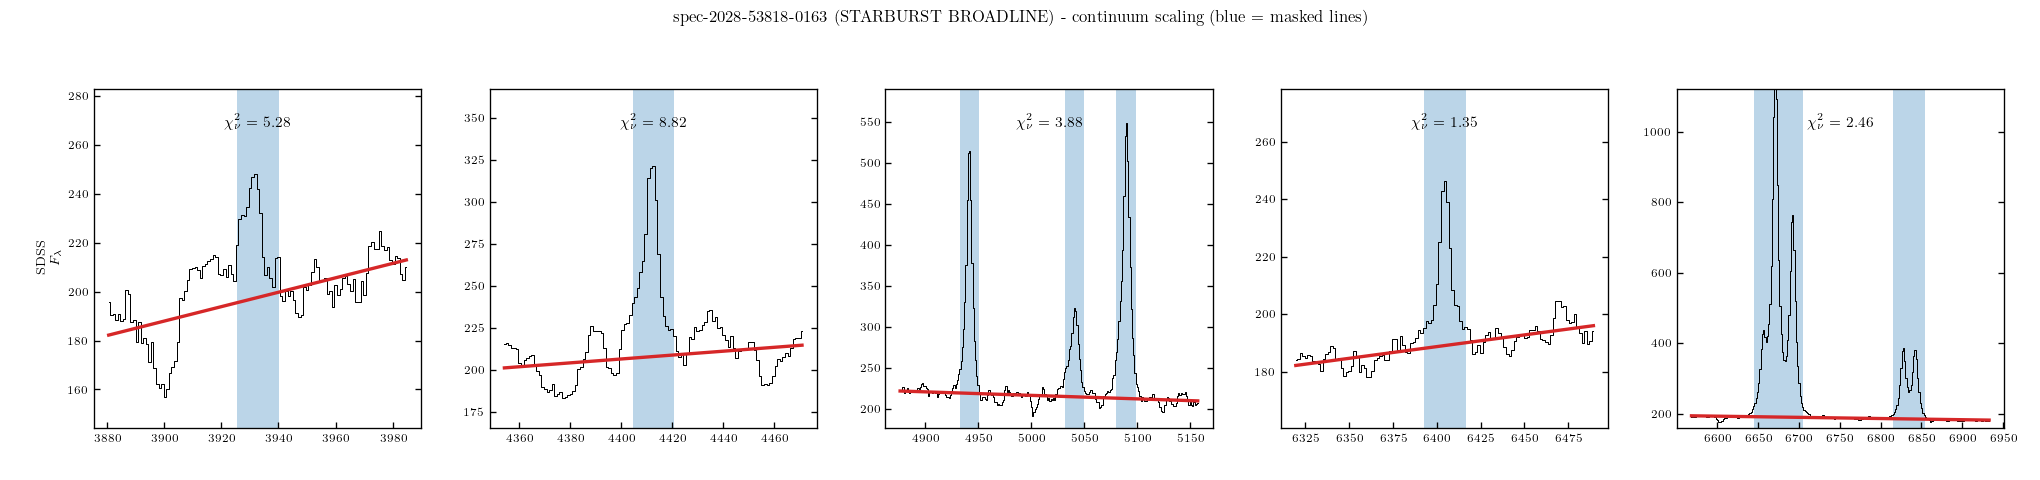 spec-2028-53818-0163 (STARBURST BROADLINE) - continuum scaling (blue = masked lines)
SDSS
Fλ
χ²ν = 5.28
280
260
240
220
200
180
160
3880 3900 3920 3940 3960 3980
χ²ν = 8.82
350
325
300
275
250
225
200
175
4360 4380 4400 4420 4440 4460
χ²ν = 3.88
550
500
450
400
350
300
250
200
4900 4950 5000 5050 5100 5150
χ²ν = 1.35
260
240
220
200
180
6325 6350 6375 6400 6425 6450 6475
χ²ν = 2.46
1000
800
600
400
200
6600 6650 6700 6750 6800 6850 6900 6950